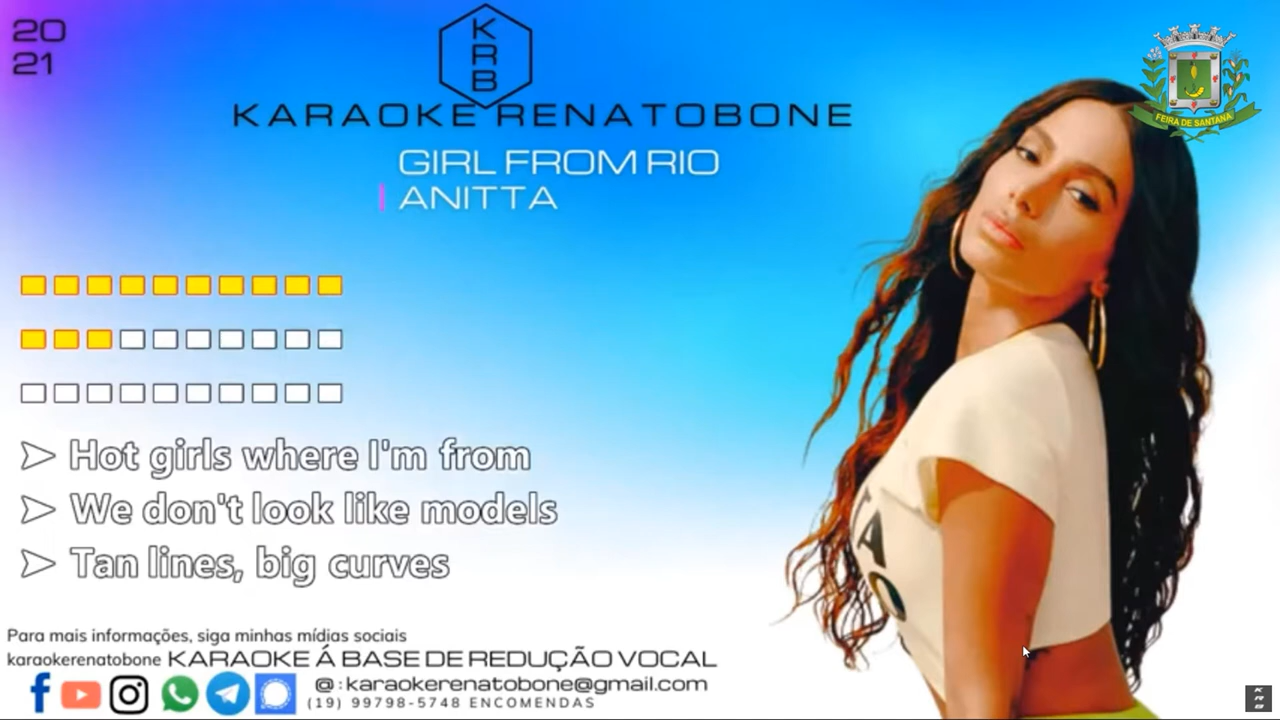 20
21
K
R
B
KARAOKE RENATOBONE
GIRL FROM RIO
ANITTA
FEIRA DE SANTANA
Hot girls where I'm from
We don't look like models
Tan lines, big curves
Para mais informações, siga minhas mídias sociais
karaokerenatobone KARAOKE Á BASE DE REDUÇÃO VOCAL
@:karaokerenatobone@gmail.com
(19) 99798-5748 ENCOMENDAS